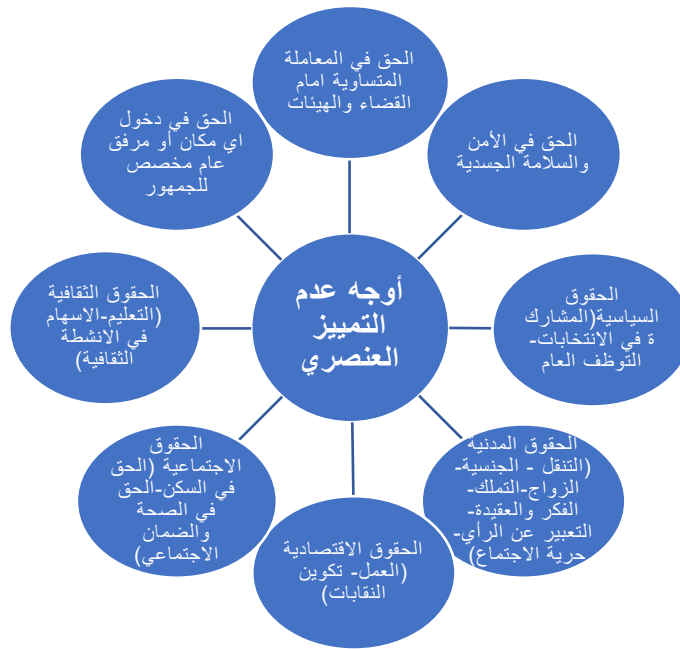 أوجه عدم
التمييز
العنصري
الحق في المعاملة
المتساوية امام
القضاء والهيئات
الحق في الأمن
والسلامة الجسدية
الحقوق
السياسية(المشارك
ة في الانتخابات-
التوظف العام
الحقوق المدنية
(التنقل - الجنسية-
الزواج-التملك-
الفكر والعقيدة-
التعبير عن الرأي-
حرية الاجتماع)
الحقوق الاقتصادية
(العمل- تكوين
النقابات)
الحقوق
الاجتماعية (الحق
في السكن-الحق
في الصحة
والضمان
الاجتماعي)
الحقوق الثقافية
(التعليم-الاسهام
في الانشطة
الثقافية)
الحق في دخول
اي مكان أو مرفق
عام مخصص
للجمهور